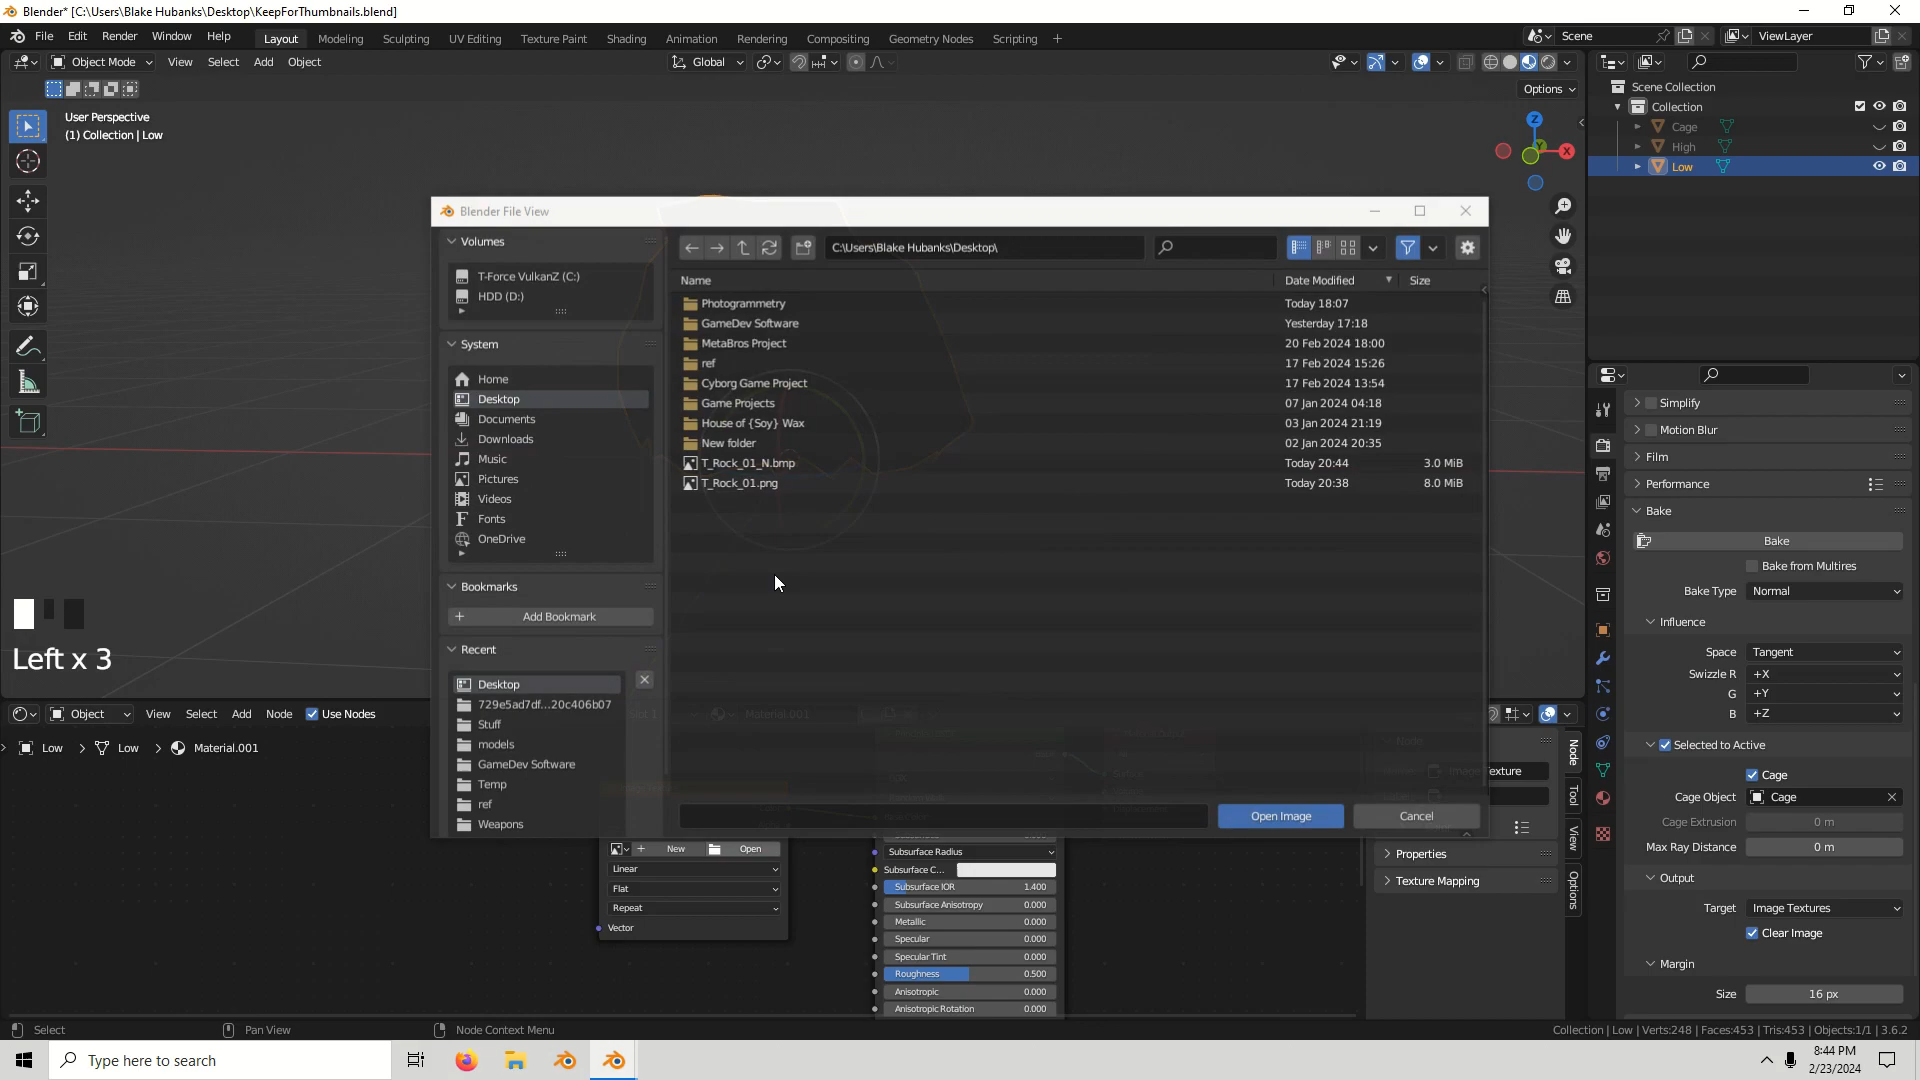 Blender* [C:\Users\Blake Hubanks\Desktop\KeepForThumbnails.blend]
File Edit Render Window Help Layout Modeling Sculpting UV Editing Texture Paint Shading Animation Rendering Compositing Geometry Nodes Scripting + Scene ViewLayer
Object Mode View Select Add Object Global
Options
User Perspective
(1) Collection | Low
Z
Y
X
Scene Collection
Collection
Cage
High
Low
Blender File View
Volumes
T-Force VulkanZ (C:)
HDD (D:)
System
Home
Desktop
Documents
Downloads
Music
Pictures
Videos
Fonts
OneDrive
Bookmarks
Add Bookmark
Recent
Desktop
729e5ad7df...20c406b07
Stuff
models
GameDev Software
Temp
ref
Weapons
C:\Users\Blake Hubanks\Desktop\
Name Date Modified Size
Photogrammetry Today 18:07
GameDev Software Yesterday 17:18
MetaBros Project 20 Feb 2024 18:00
ref 17 Feb 2024 15:26
Cyborg Game Project 17 Feb 2024 13:54
Game Projects 07 Jan 2024 04:18
House of {Soy} Wax 03 Jan 2024 21:19
New folder 02 Jan 2024 20:35
T_Rock_01_N.bmp Today 20:44 3.0 MiB
T_Rock_01.png Today 20:38 8.0 MiB
Open Image Cancel
Left x 3
Simplify
Motion Blur
Film
Performance
Bake
Bake
Bake from Multires
Bake Type Normal
Influence
Space Tangent
Swizzle R +X
G +Y
B +Z
Selected to Active
Cage
Cage Object Cage
Cage Extrusion 0 m
Max Ray Distance 0 m
Output
Target Image Textures
Clear Image
Margin
Size 16 px
Object View Select Add Node Use Nodes Material.001
Low > Low > Material.001
New Open
Linear
Flat
Repeat
Vector
Subsurface Radius
Subsurface C...
Subsurface IOR 1.400
Subsurface Anisotropy 0.000
Metallic 0.000
Specular 0.000
Specular Tint 0.000
Roughness 0.500
Anisotropic 0.000
Anisotropic Rotation 0.000
Node
Image Texture
Properties
Texture Mapping
Node
Tool
View
Options
Select Pan View Node Context Menu Collection | Low | Verts:248 | Faces:453 | Tris:453 | Objects:1/1 | 3.6.2
Type here to search
8:44 PM
2/23/2024